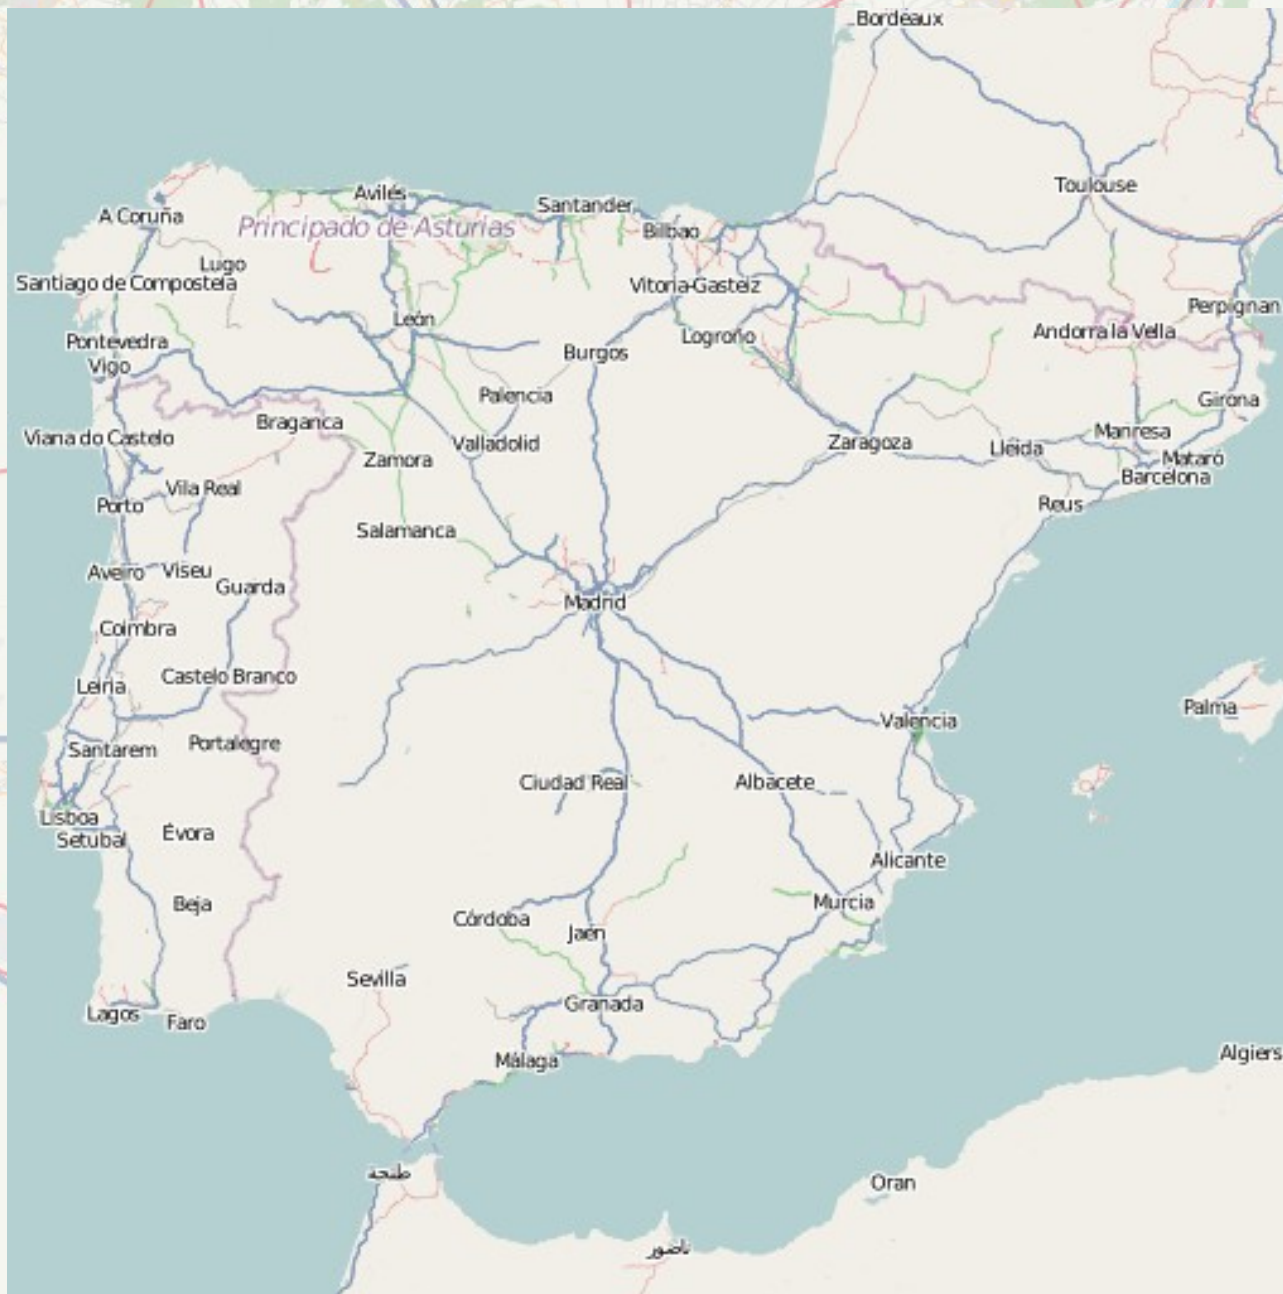 Bordeaux
Toulouse
Avilés
Santander
A Coruña
Principado de Asturias
Bilbao
Lugo
Santiago de Compostela
Vitoria-Gasteiz
Perpignan
León
Andorra la Vella
Logroño
Pontevedra
Burgos
Vigo
Palencia
Girona
Braganca
Manresa
Viana do Castelo
Valladolid
Zaragoza
Lleida
Zamora
Mataró
Barcelona
Vila Real
Porto
Reus
Salamanca
Aveiro
Viseu
Guarda
Madrid
Coimbra
Castelo Branco
Leiria
Palma
Valencia
Santarem
Portalegre
Ciudad Real
Albacete
Lisboa
Évora
Setubal
Alicante
Beja
Murcia
Córdoba
Jaén
Sevilla
Granada
Lagos
Faro
Málaga
Algiers
طنجة
Oran
ناضور